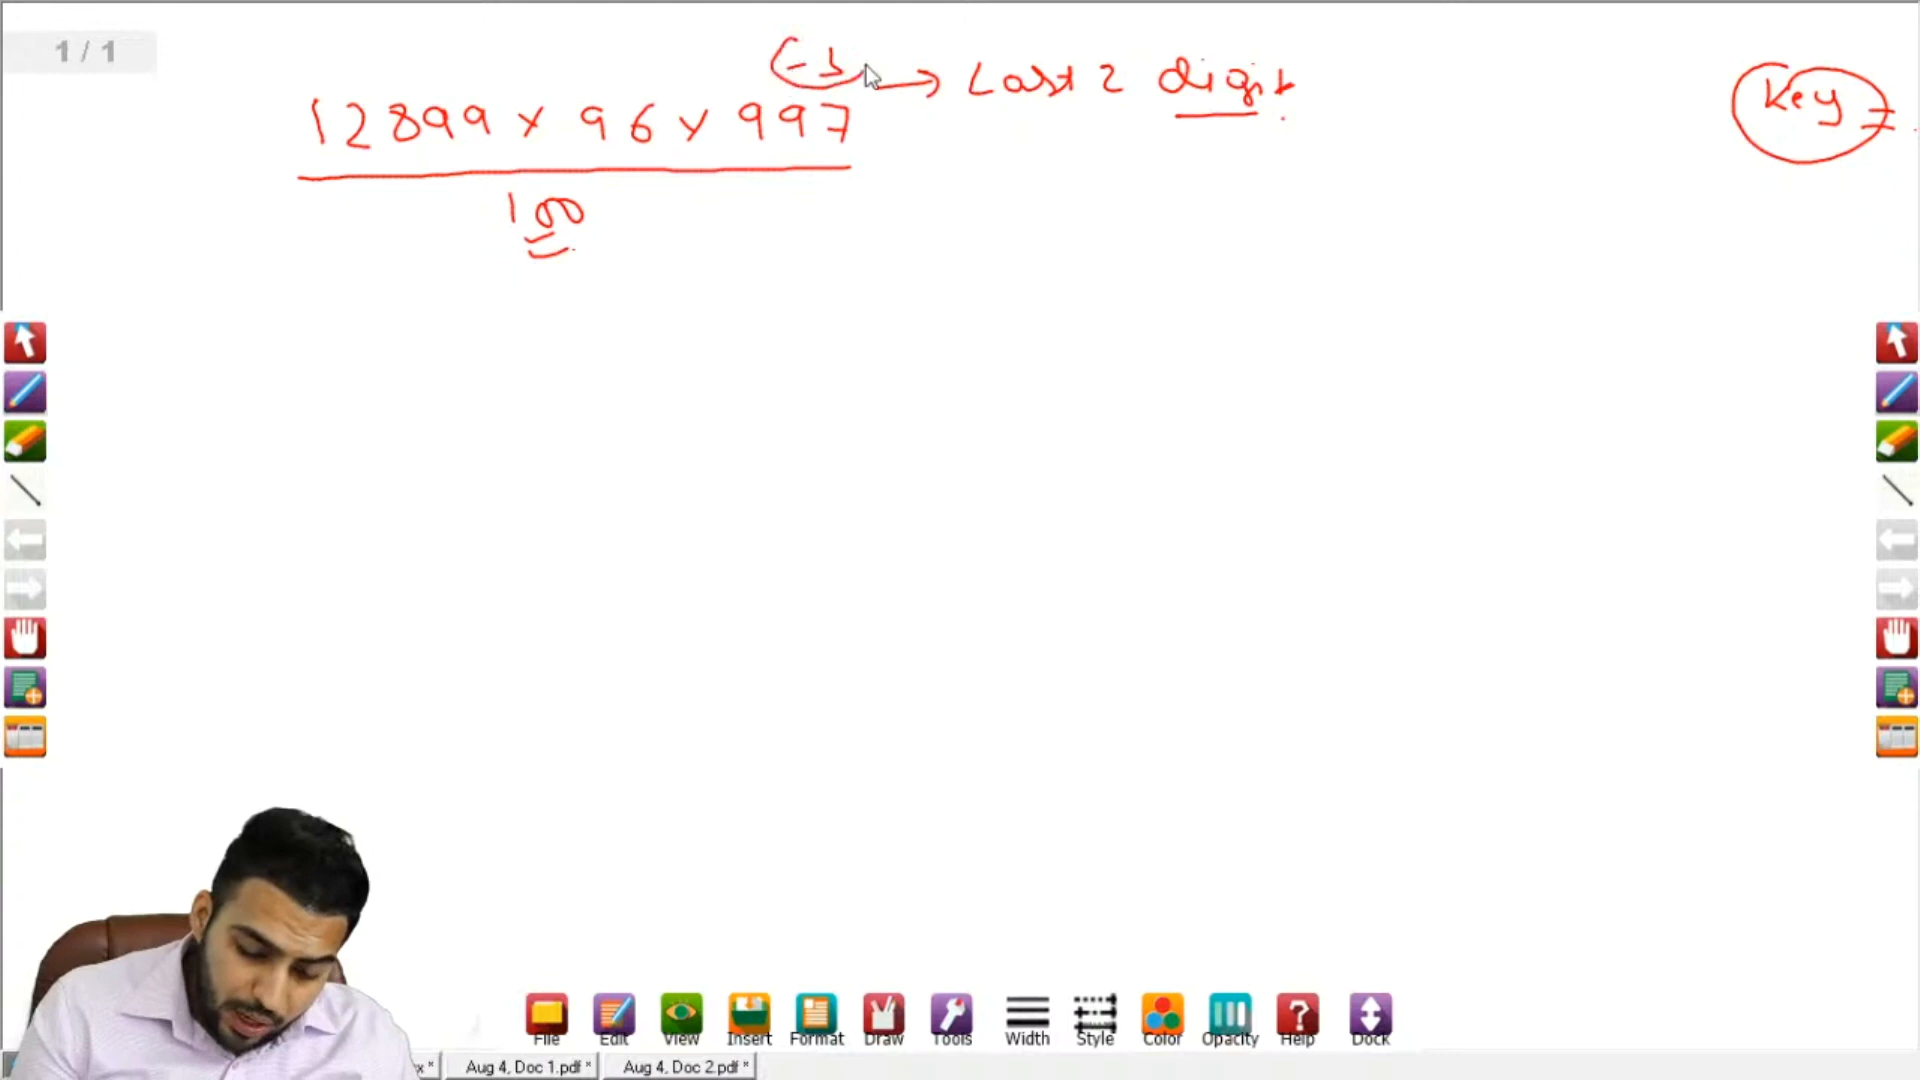 1 / 1
(-3) → Last 2 digit.
Key =
12899 × 96 × 997
100
File Edit View Insert Format Draw Tools Width Style Color Opacity Help Dock
x * Aug 4, Doc 1.pdf * Aug 4, Doc 2.pdf *